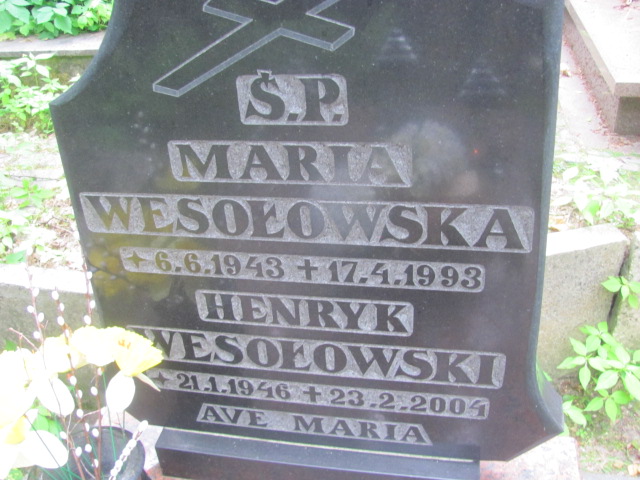 Ś.P.
MARIA
WESOŁOWSKA
✦ 6.6.1943 ✝ 17.4.1993
HENRYK
WESOŁOWSKI
✦ 21.1.1946 ✝ 23.2.2004
AVE MARIA